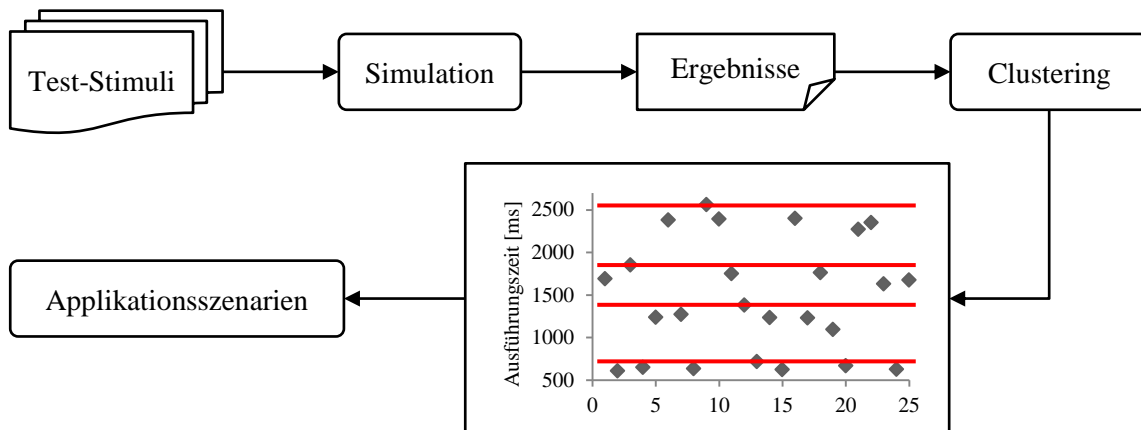 Test-Stimuli
Simulation
Ergebnisse
Clustering
Applikationsszenarien
Ausführungszeit [ms]
2500
2000
1500
1000
500
0 5 10 15 20 25